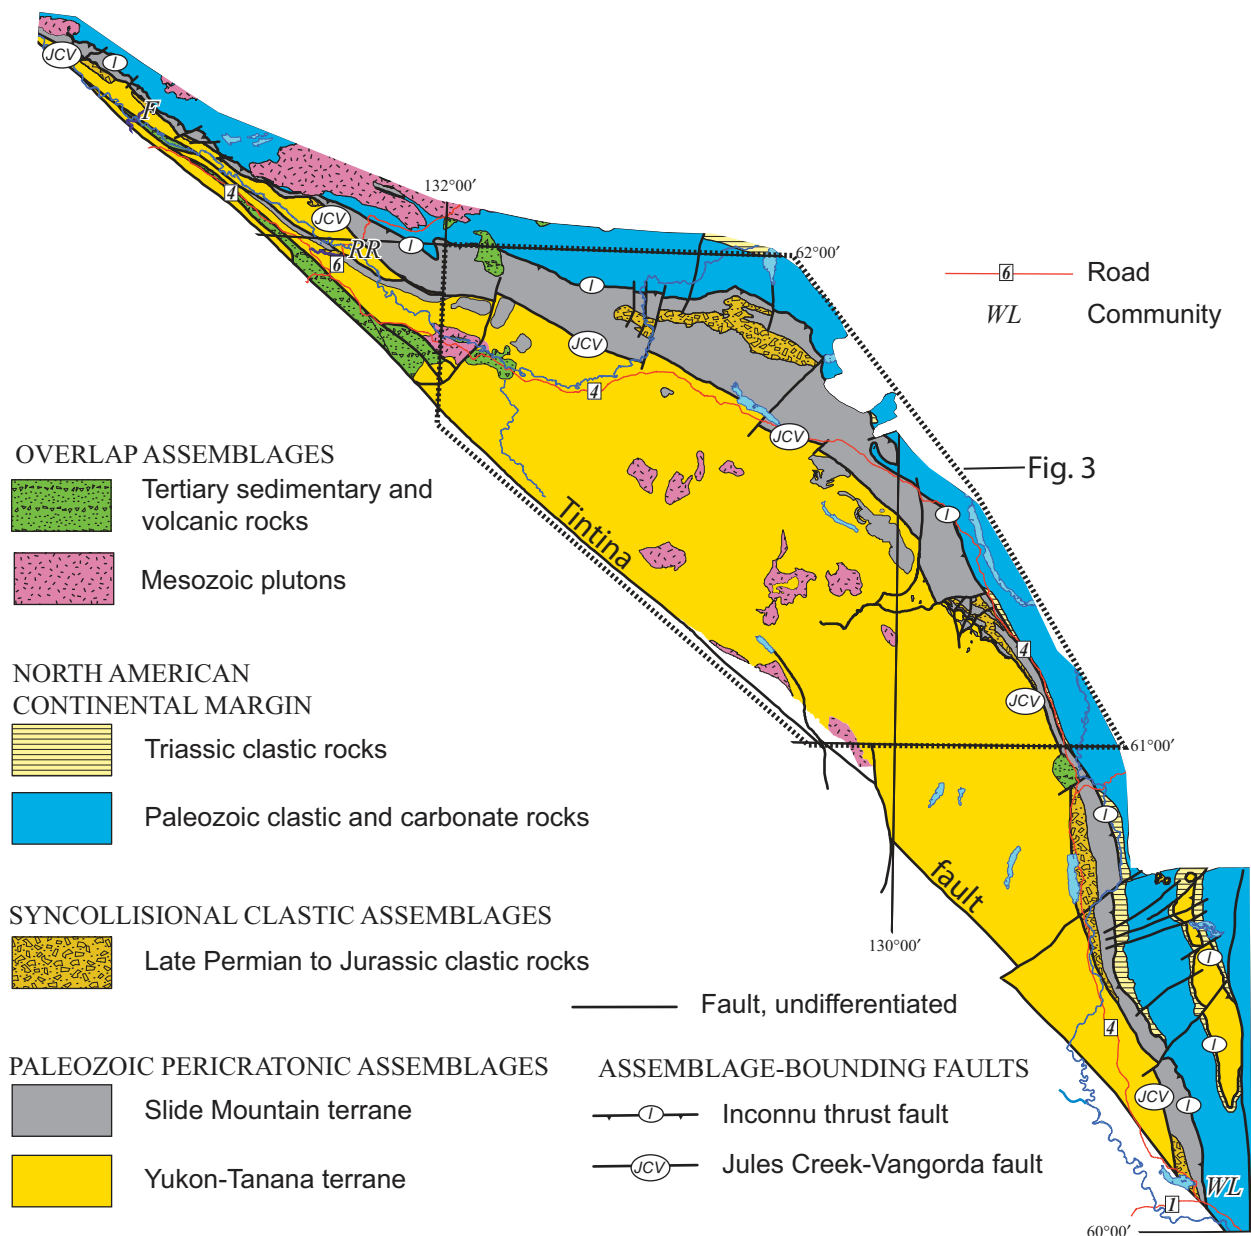 JCV
I
F
4
132°00′
JCV
I
RR
6
62°00′
I
JCV
4
JCV
6 Road
WL Community
Fig. 3
I
Tintina
4
JCV
61°00′
I
fault
130°00′
I
4
I
JCV
I
WL
1
60°00′
OVERLAP ASSEMBLAGES
Tertiary sedimentary and
volcanic rocks
Mesozoic plutons
NORTH AMERICAN
CONTINENTAL MARGIN
Triassic clastic rocks
Paleozoic clastic and carbonate rocks
SYNCOLLISIONAL CLASTIC ASSEMBLAGES
Late Permian to Jurassic clastic rocks
PALEOZOIC PERICRATONIC ASSEMBLAGES
Slide Mountain terrane
Yukon-Tanana terrane
Fault, undifferentiated
ASSEMBLAGE-BOUNDING FAULTS
I Inconnu thrust fault
JCV Jules Creek-Vangorda fault